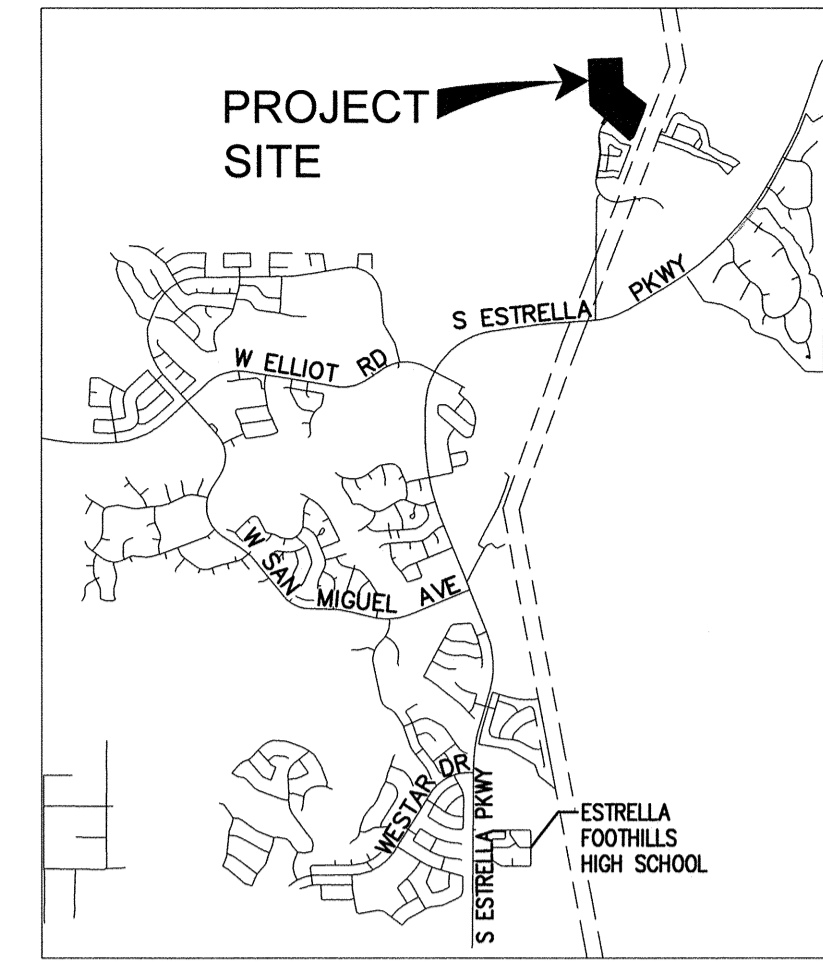 PROJECT
SITE
S ESTRELLA PKWY
W ELLIOT RD
W SAN MIGUEL AVE
WESTAR DR
S ESTRELLA PKWY
ESTRELLA
FOOTHILLS
HIGH SCHOOL